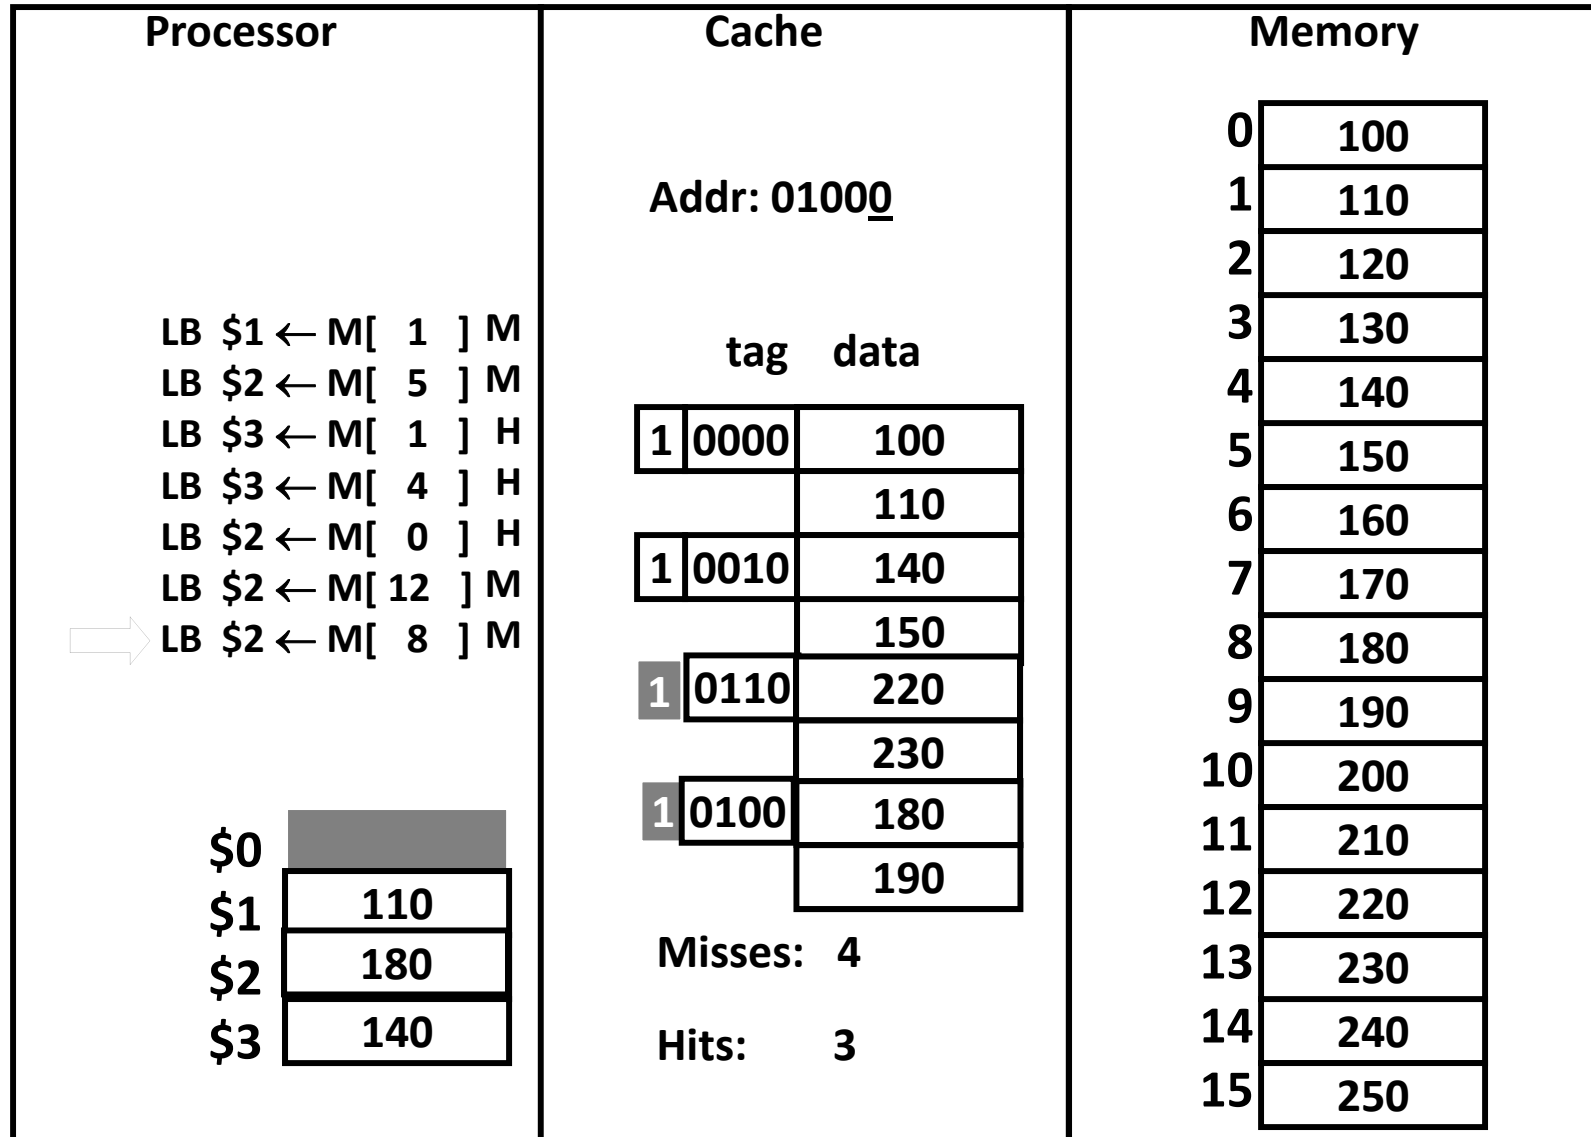 Processor
LB $1 ← M[ 1 ] M
LB $2 ← M[ 5 ] M
LB $3 ← M[ 1 ] H
LB $3 ← M[ 4 ] H
LB $2 ← M[ 0 ] H
LB $2 ← M[ 12 ] M
LB $2 ← M[ 8 ] M
$0
$1 110
$2 180
$3 140
Cache
Addr: 01000
tag data
1 0000 100
110
1 0010 140
150
1 0110 220
230
1 0100 180
190
Misses: 4
Hits: 3
Memory
0 100
1 110
2 120
3 130
4 140
5 150
6 160
7 170
8 180
9 190
10 200
11 210
12 220
13 230
14 240
15 250